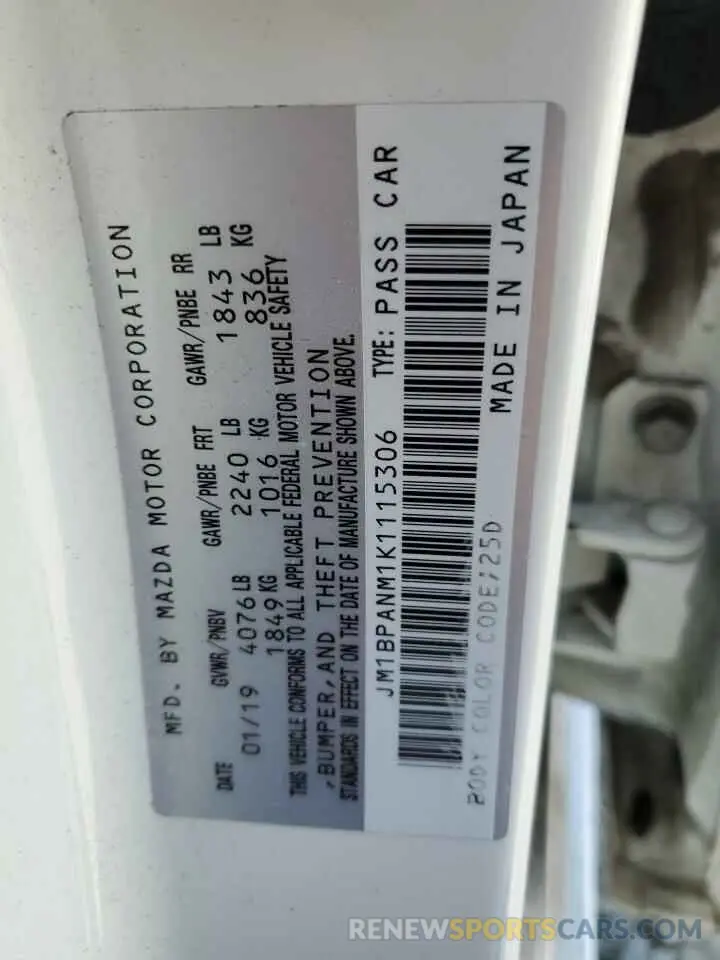 MFD. BY MAZDA MOTOR CORPORATION
DATE GVWR/PNBV GAWR/PNBE FRT GAWR/PNBE RR
01/19 4076 LB 2240 LB 1843 LB
1849 KG 1016 KG 836 KG
THIS VEHICLE CONFORMS TO ALL APPLICABLE FEDERAL MOTOR VEHICLE SAFETY
,BUMPER,AND THEFT PREVENTION
STANDARDS IN EFFECT ON THE DATE OF MANUFACTURE SHOWN ABOVE.
JM1BPANM1K1115306 TYPE: PASS CAR
BODY COLOR CODE:25D
MADE IN JAPAN
RENEWSPORTSCARS.COM